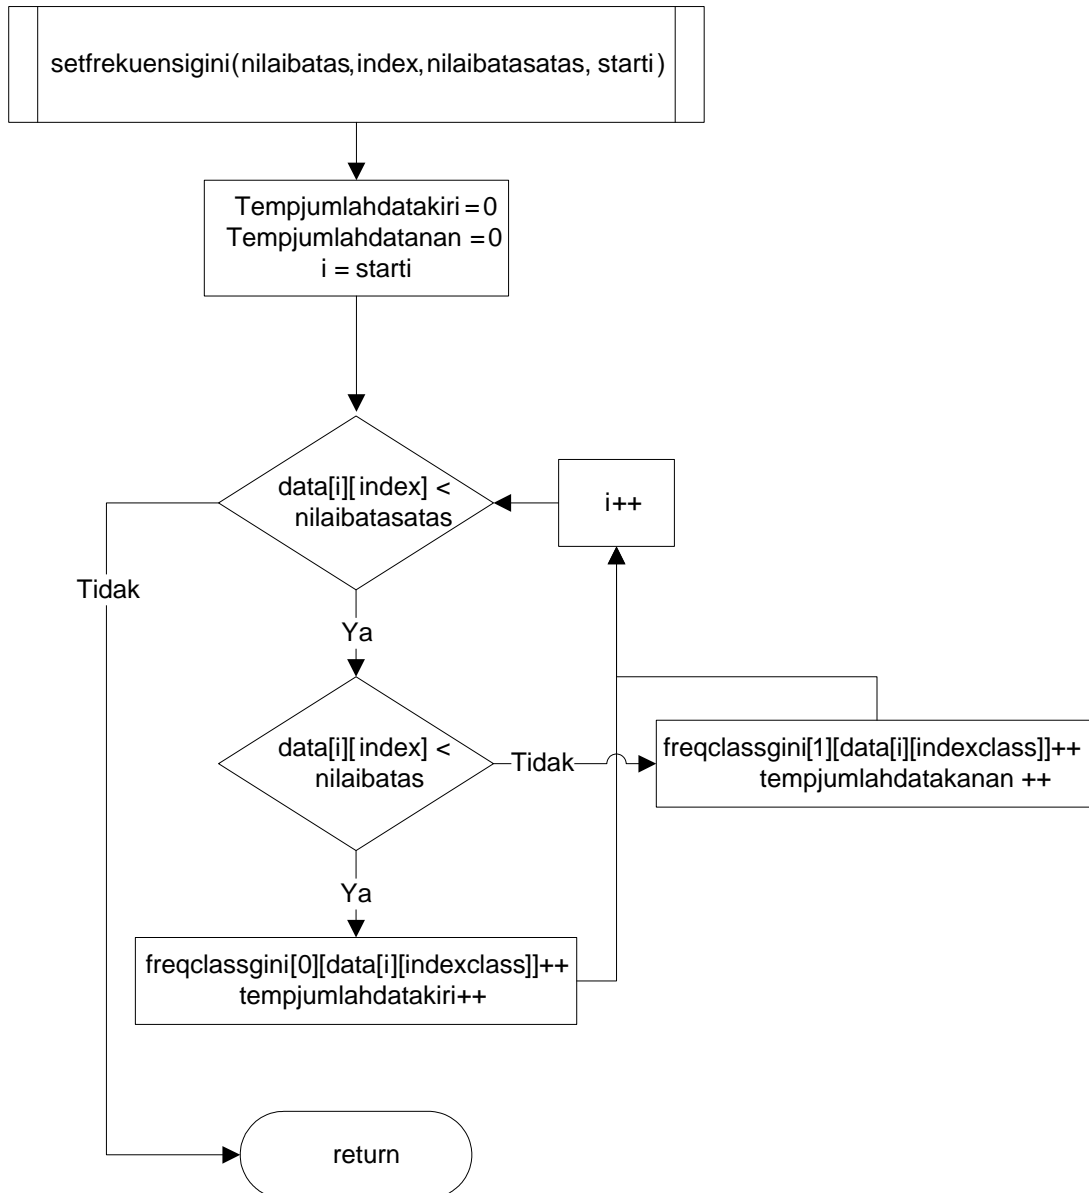 setfrekuensigini(nilaibatas,index,nilaibatasatas, starti)
Tempjumlahdatakiri=0
Tempjumlahdatanan =0
i = starti
data[i][index] <
nilaibatasatas
i++
Tidak
Ya
data[i][index] <
nilaibatas
Tidak
freqclassgini[1][data[i][indexclass]]++
tempjumlahdatakanan ++
Ya
freqclassgini[0][data[i][indexclass]]++
tempjumlahdatakiri++
return